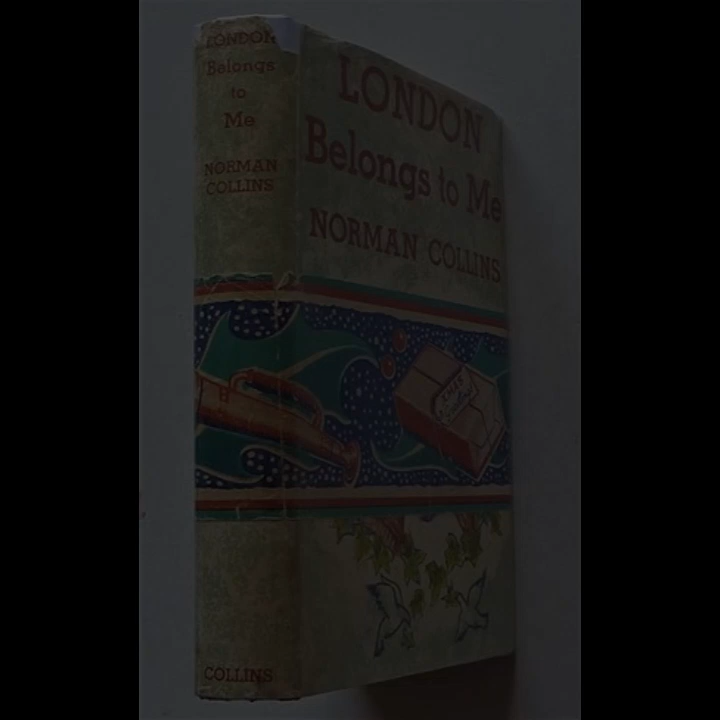 LONDON
Belongs
to
Me
NORMAN
COLLINS
COLLINS
LONDON
Belongs to Me
NORMAN COLLINS